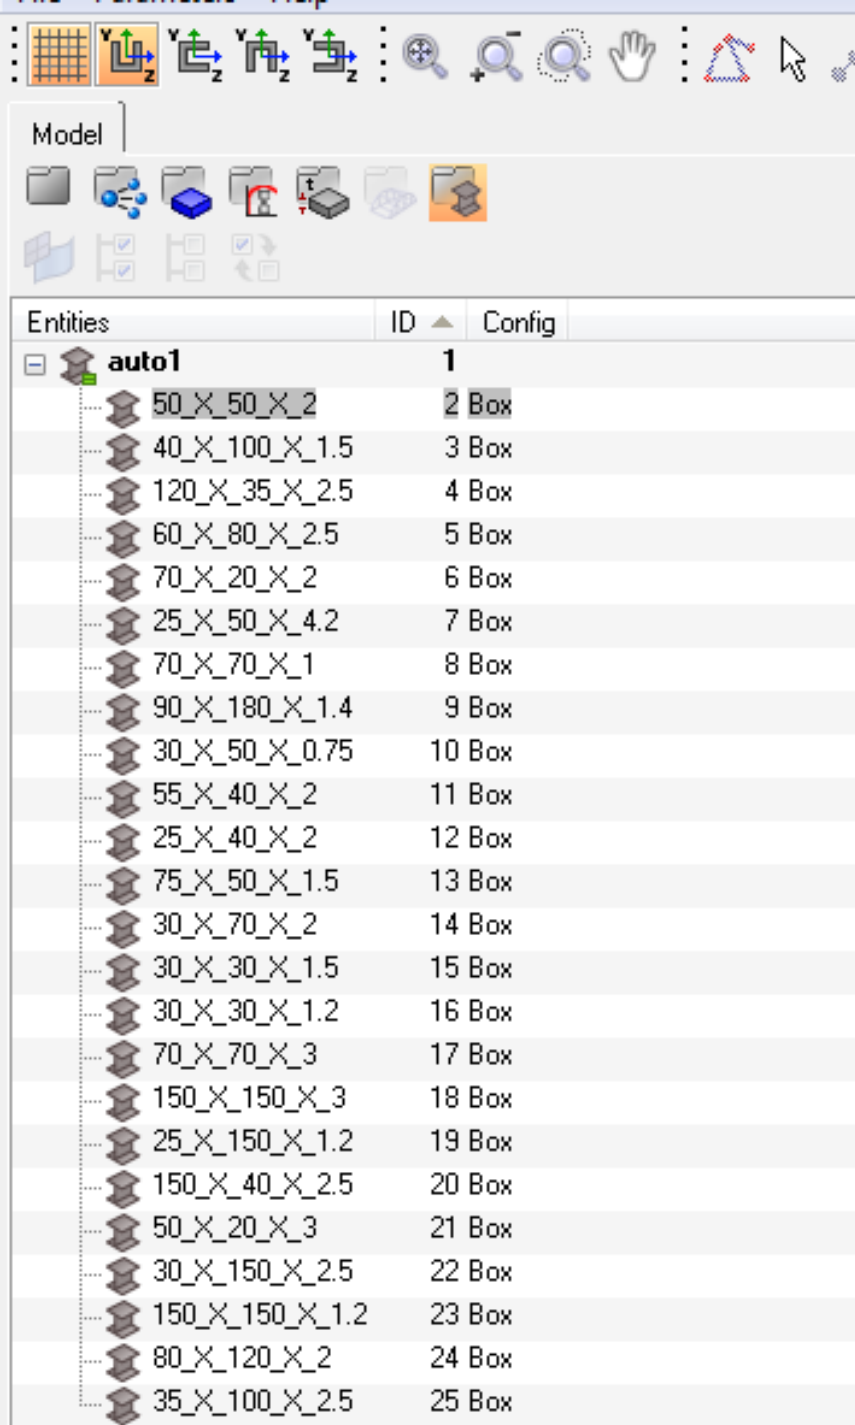 Model
Entities ID Config
auto1 1
50_X_50_X_2 2 Box
40_X_100_X_1.5 3 Box
120_X_35_X_2.5 4 Box
60_X_80_X_2.5 5 Box
70_X_20_X_2 6 Box
25_X_50_X_4.2 7 Box
70_X_70_X_1 8 Box
90_X_180_X_1.4 9 Box
30_X_50_X_0.75 10 Box
55_X_40_X_2 11 Box
25_X_40_X_2 12 Box
75_X_50_X_1.5 13 Box
30_X_70_X_2 14 Box
30_X_30_X_1.5 15 Box
30_X_30_X_1.2 16 Box
70_X_70_X_3 17 Box
150_X_150_X_3 18 Box
25_X_150_X_1.2 19 Box
150_X_40_X_2.5 20 Box
50_X_20_X_3 21 Box
30_X_150_X_2.5 22 Box
150_X_150_X_1.2 23 Box
80_X_120_X_2 24 Box
35_X_100_X_2.5 25 Box